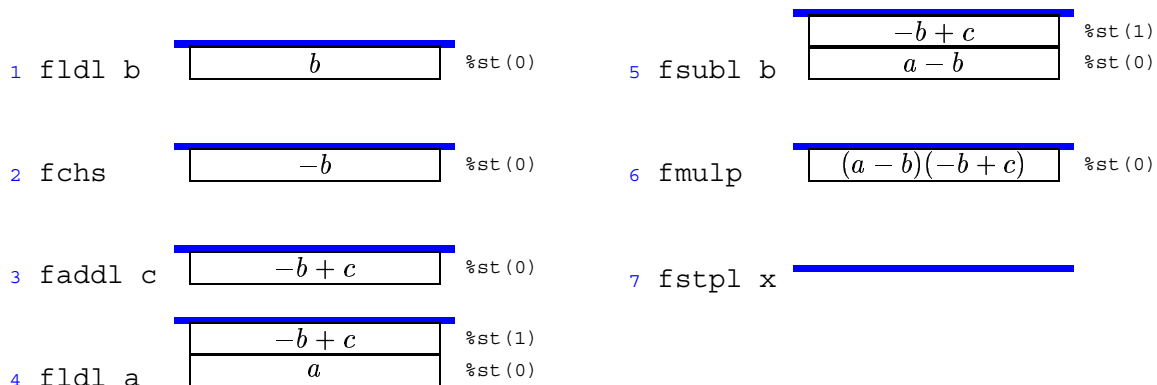 1 fldl b b %st(0)
2 fchs −b %st(0)
3 faddl c −b + c %st(0)
−b + c %st(1)
4 fldl a a %st(0)
−b + c %st(1)
5 fsubl b a − b %st(0)
6 fmulp (a − b)(−b + c) %st(0)
7 fstpl x